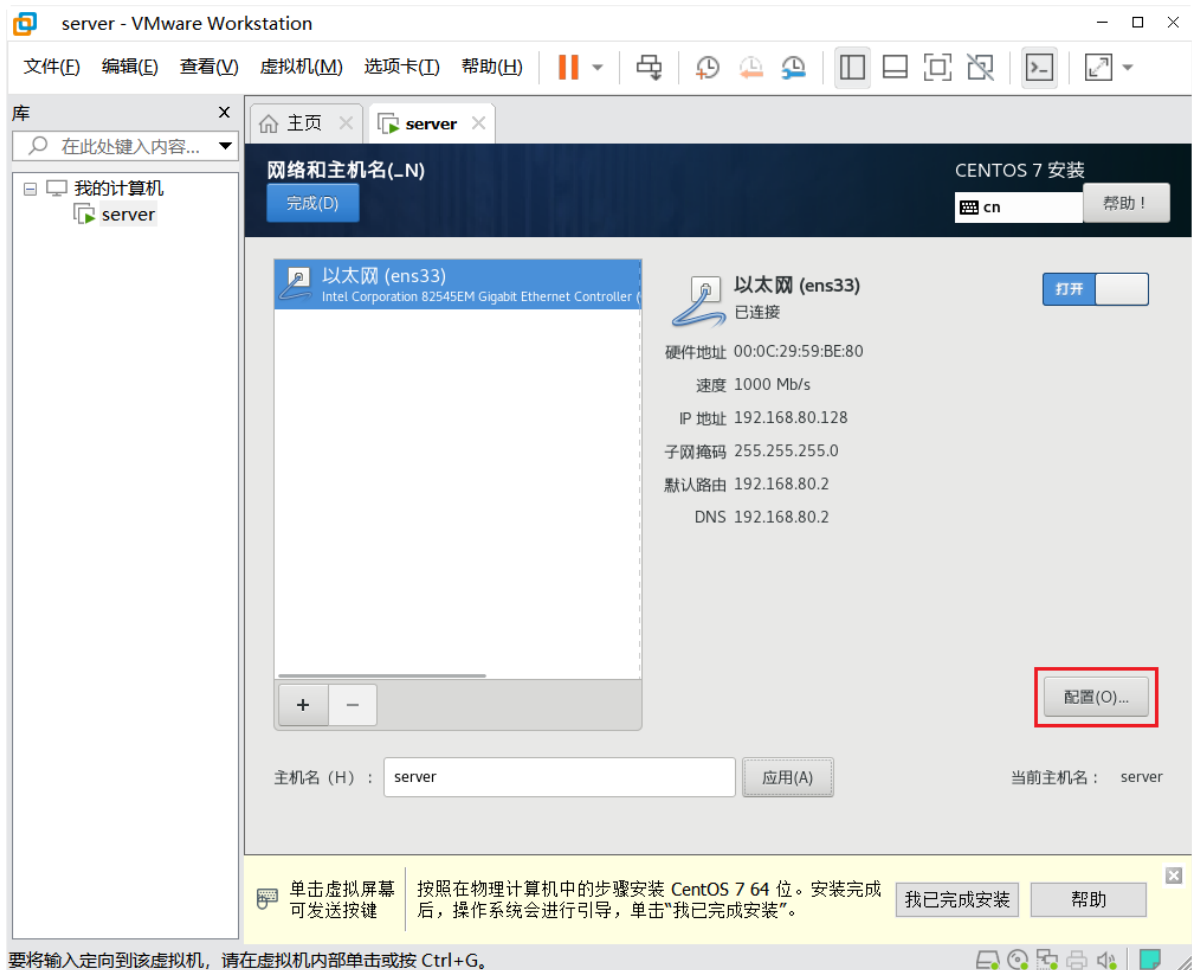 server - VMware Workstation
文件(F) 编辑(E) 查看(V) 虚拟机(M) 选项卡(T) 帮助(H)
库
在此处键入内容...
我的计算机
server
主页
server
网络和主机名(_N)
完成(D)
CENTOS 7 安装
cn
帮助！
以太网 (ens33)
Intel Corporation 82545EM Gigabit Ethernet Controller (
以太网 (ens33)
已连接
打开
硬件地址 00:0C:29:59:BE:80
速度 1000 Mb/s
IP 地址 192.168.80.128
子网掩码 255.255.255.0
默认路由 192.168.80.2
DNS 192.168.80.2
配置(O)...
主机名（H）： server
应用(A)
当前主机名： server
单击虚拟屏幕
可发送按键
按照在物理计算机中的步骤安装 CentOS 7 64 位。安装完成
后，操作系统会进行引导，单击“我已完成安装”。
我已完成安装
帮助
要将输入定向到该虚拟机，请在虚拟机内部单击或按 Ctrl+G。